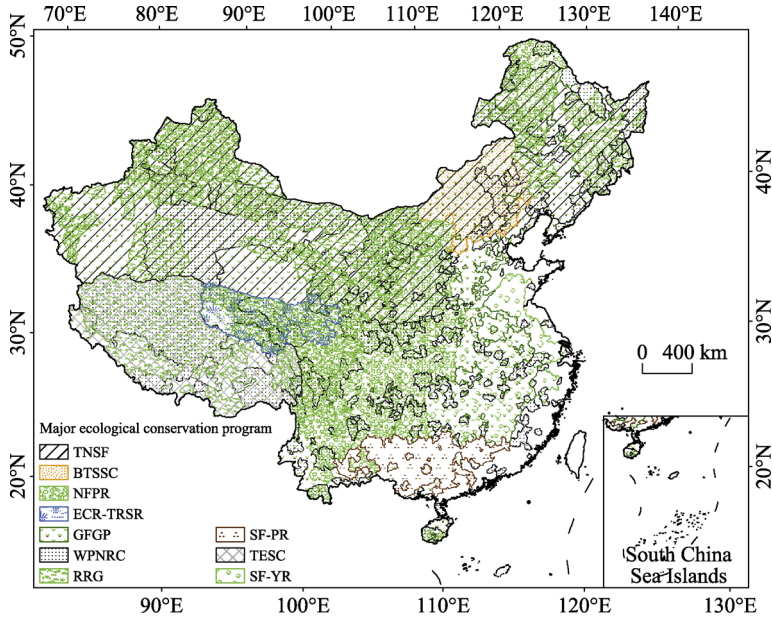 70°E 80°E 90°E 100°E 110°E 120°E 130°E 140°E
50°N
40°N
30°N
20°N
40°N
30°N
20°N
0 400 km
Major ecological conservation program
TNSF
BTSSC
NFPR
ECR-TRSR
GFGP
WPNRC
RRG
SF-PR
TESC
SF-YR
South China
Sea Islands
90°E 100°E 110°E 120°E 130°E